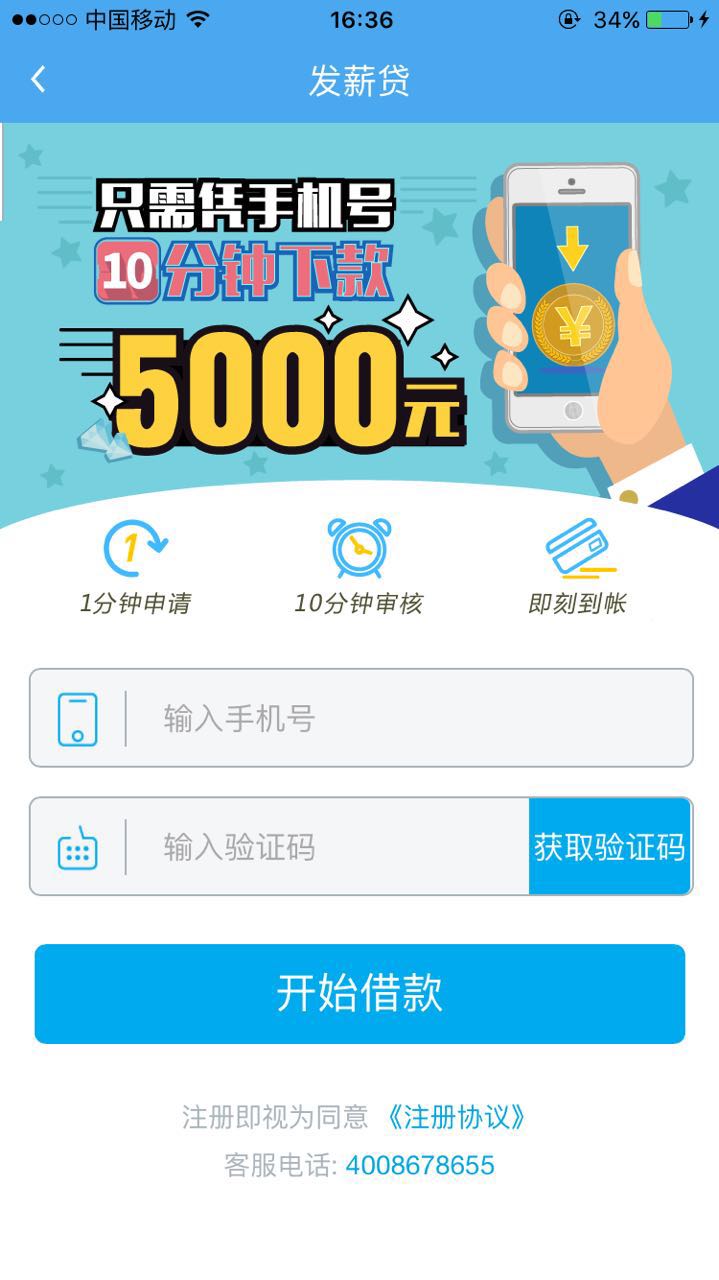 中国移动 16:36 34%
发薪贷
只需凭手机号
10分钟下款
5000元
1 ¥
1分钟申请 10分钟审核 即刻到帐
输入手机号
输入验证码 获取验证码
开始借款
注册即视为同意 《注册协议》
客服电话: 4008678655